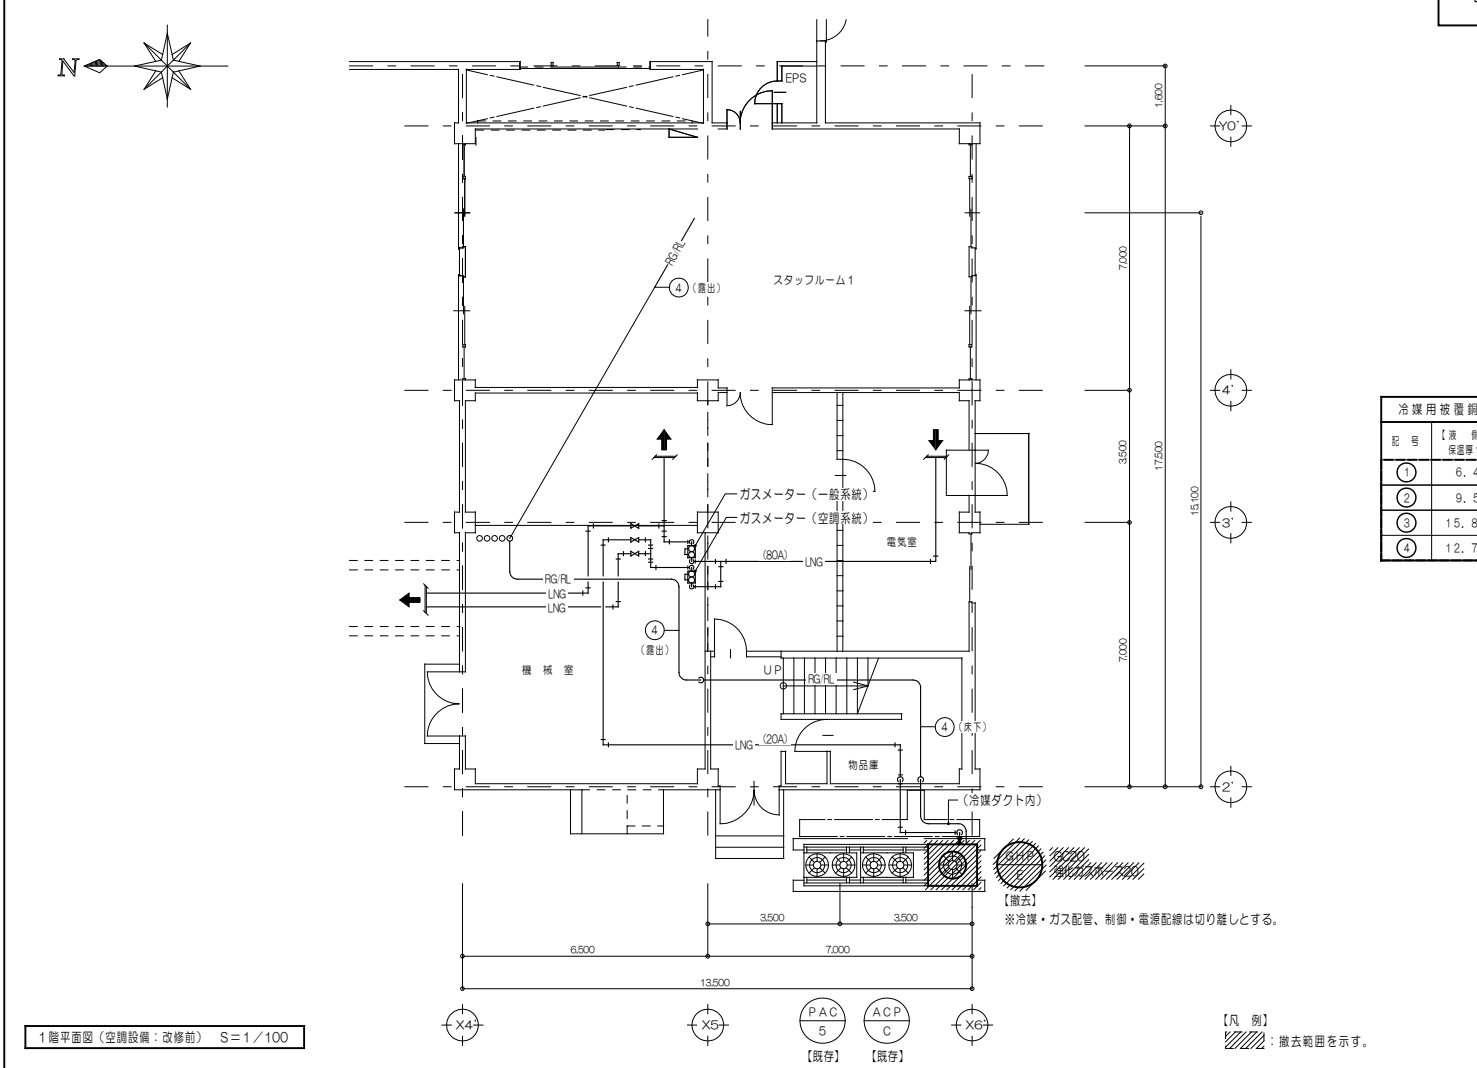 N
EPS
1.600
Y0'
RG/RL
7.000
スタッフルーム1
4 (露出)
4'
冷媒用被覆銅
記 号
【液 側
保温厚
1
6. 4
2
9. 5
3
15. 8
4
12. 7
3.500
17.500
15.100
ガスメーター（一般系統）
ガスメーター（空調系統）
3'
電気室
(80A)
LNG
RG/RL
LNG
LNG
4
(露出)
7.000
機 械 室
UP
RG/RL
4 (床下)
LNG
(20A)
物品庫
2'
(冷媒ダクト内)
GHP
【撤去】
※冷媒・ガス配管、制御・電源配線は切り離しとする。
3.500
3.500
6.500
7.000
13.500
X4'
X5'
PAC
5
【既存】
ACP
C
【既存】
X6'
1階平面図（空調設備：改修前） S=1/100
【凡 例】
：撤去範囲を示す。